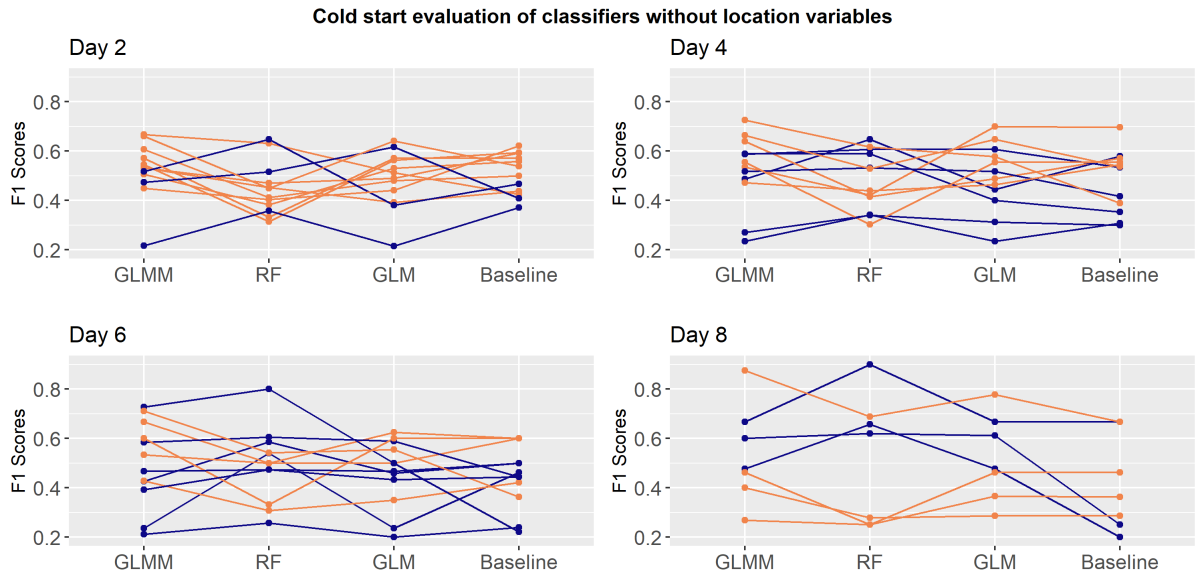 Cold start evaluation of classifiers without location variables
Day 2
F1 Scores
0.8
0.6
0.4
0.2
GLMM RF GLM Baseline
Day 4
F1 Scores
0.8
0.6
0.4
0.2
GLMM RF GLM Baseline
Day 6
F1 Scores
0.8
0.6
0.4
0.2
GLMM RF GLM Baseline
Day 8
F1 Scores
0.8
0.6
0.4
0.2
GLMM RF GLM Baseline